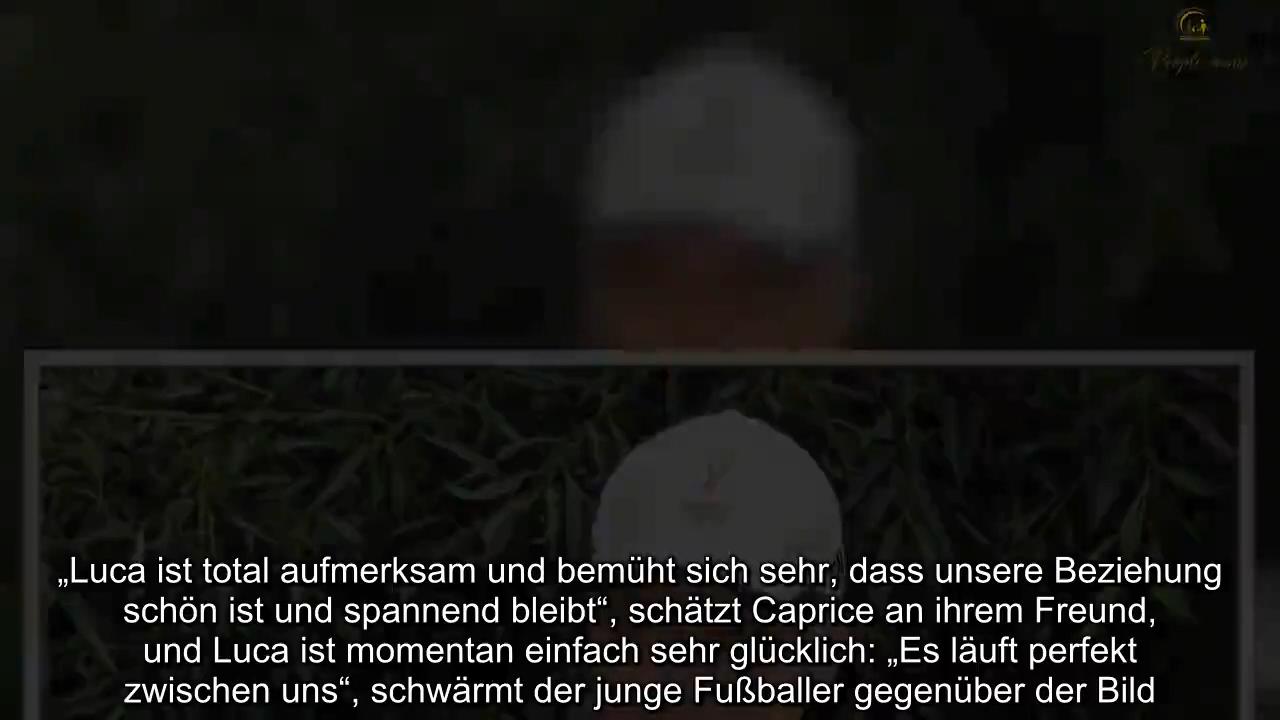 „Luca ist total aufmerksam und bemüht sich sehr, dass unsere Beziehung
schön ist und spannend bleibt“, schätzt Caprice an ihrem Freund,
und Luca ist momentan einfach sehr glücklich: „Es läuft perfekt
zwischen uns“, schwärmt der junge Fußballer gegenüber der Bild